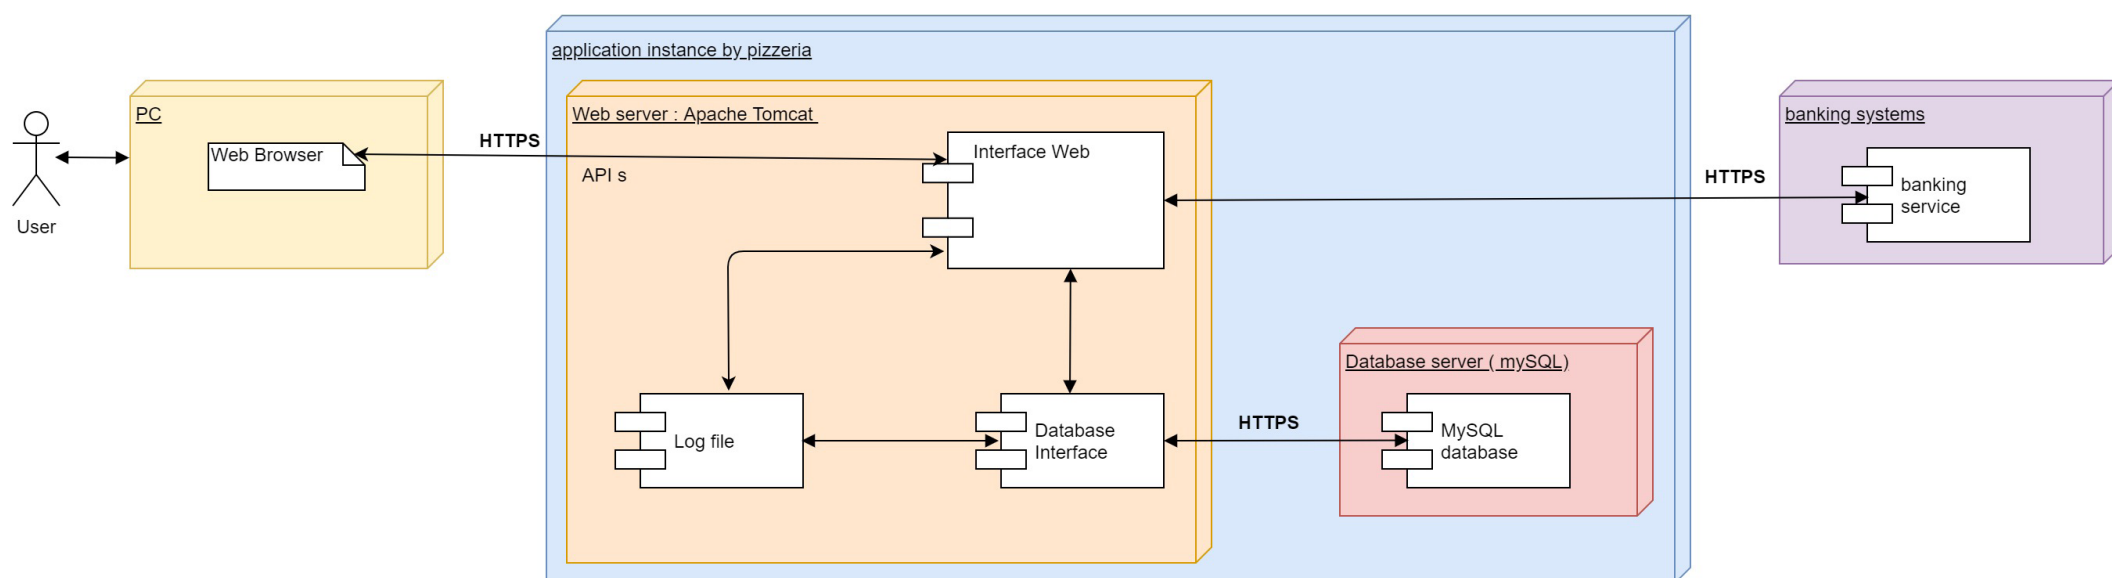 application instance by pizzeria
PC
Web server : Apache Tomcat
banking systems
HTTPS
Web Browser
Interface Web
API s
HTTPS
banking
service
User
Database server ( mySQL)
HTTPS
Log file
Database
Interface
MySQL
database